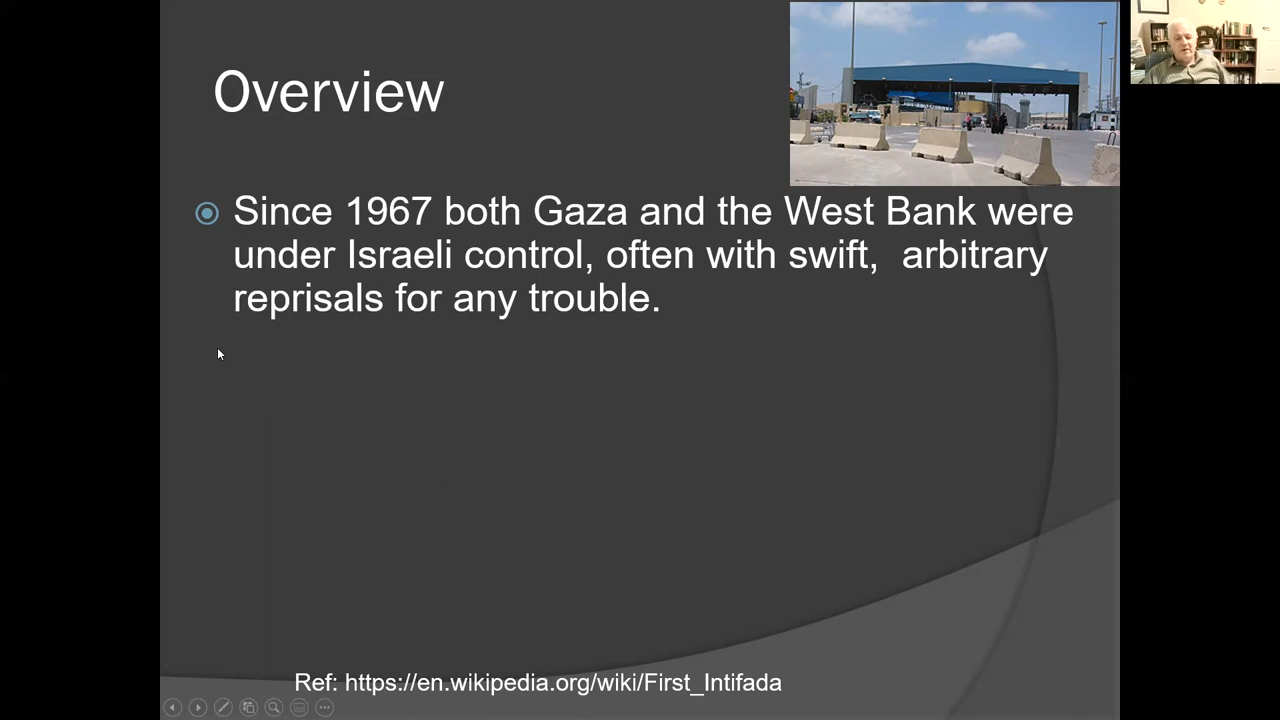 Overview
Since 1967 both Gaza and the West Bank were
under Israeli control, often with swift,  arbitrary
reprisals for any trouble.
Ref: https://en.wikipedia.org/wiki/First_Intifada